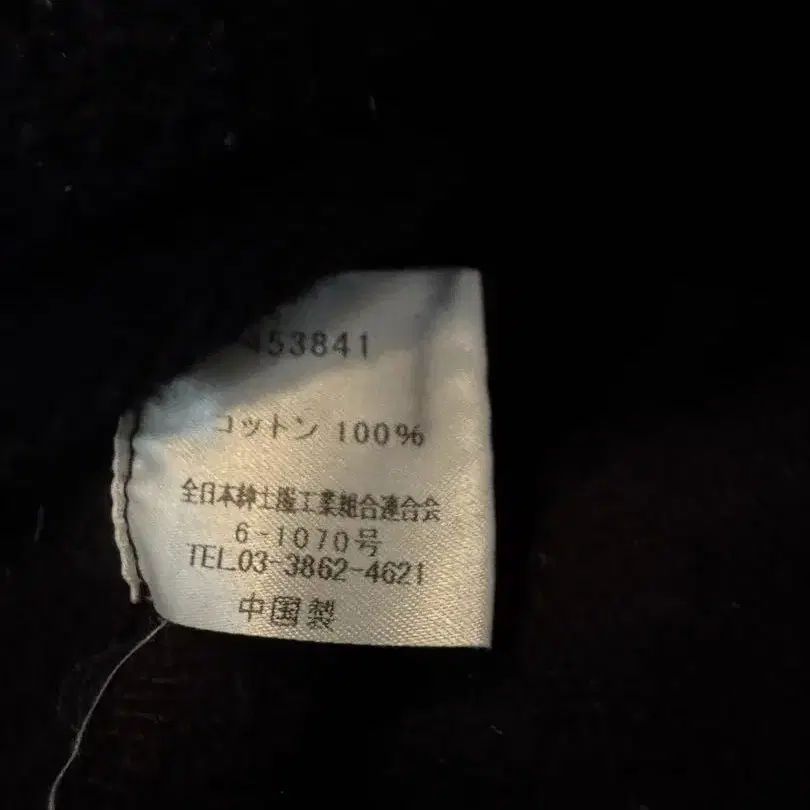 53841
コットン 100%
全日本紳士服工業組合連合会
6-1070号
TEL.03-3862-4621
中国製